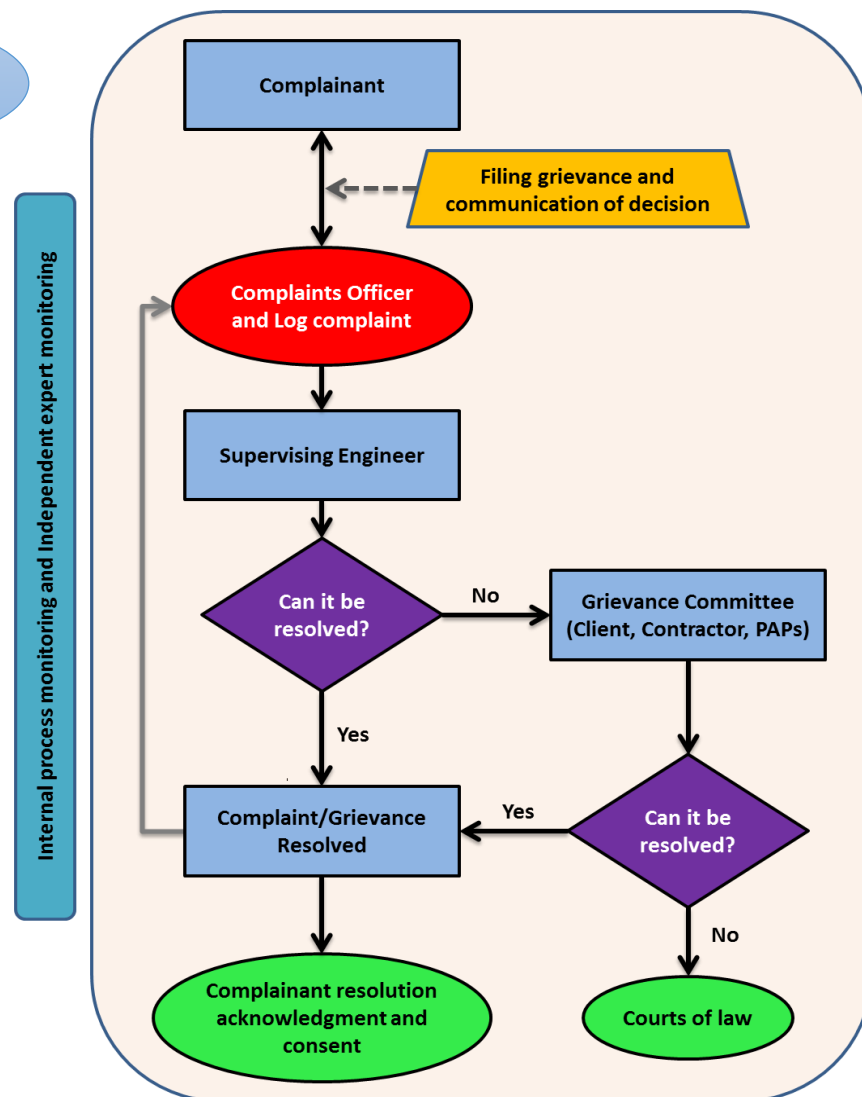 Complainant
Filing grievance and
communication of decision
Internal process monitoring and Independent expert monitoring
Complaints Officer
and Log complaint
Supervising Engineer
Can it be
resolved?
No
Grievance Committee
(Client, Contractor, PAPs)
Yes
Complaint/Grievance
Resolved
Yes
Can it be
resolved?
No
Complainant resolution
acknowledgment and
consent
Courts of law